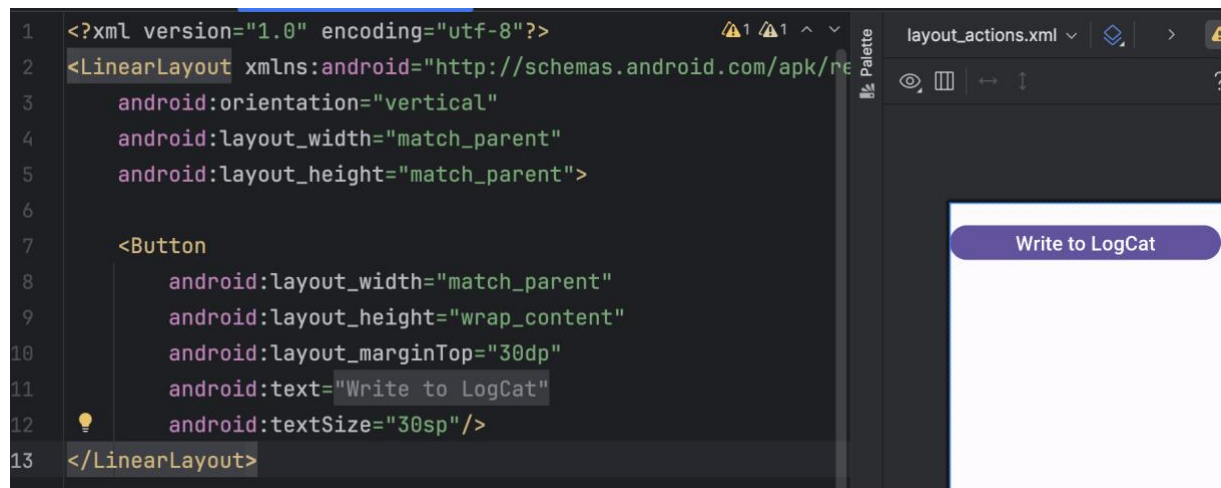 1 <?xml version="1.0" encoding="utf-8"?> 1 1
2 <LinearLayout xmlns:android="http://schemas.android.com/apk/re
3 android:orientation="vertical"
4 android:layout_width="match_parent"
5 android:layout_height="match_parent">
6
7 <Button
8 android:layout_width="match_parent"
9 android:layout_height="wrap_content"
10 android:layout_marginTop="30dp"
11 android:text="Write to LogCat"
12 android:textSize="30sp"/>
13 </LinearLayout>
Palette
layout_actions.xml
?
Write to LogCat